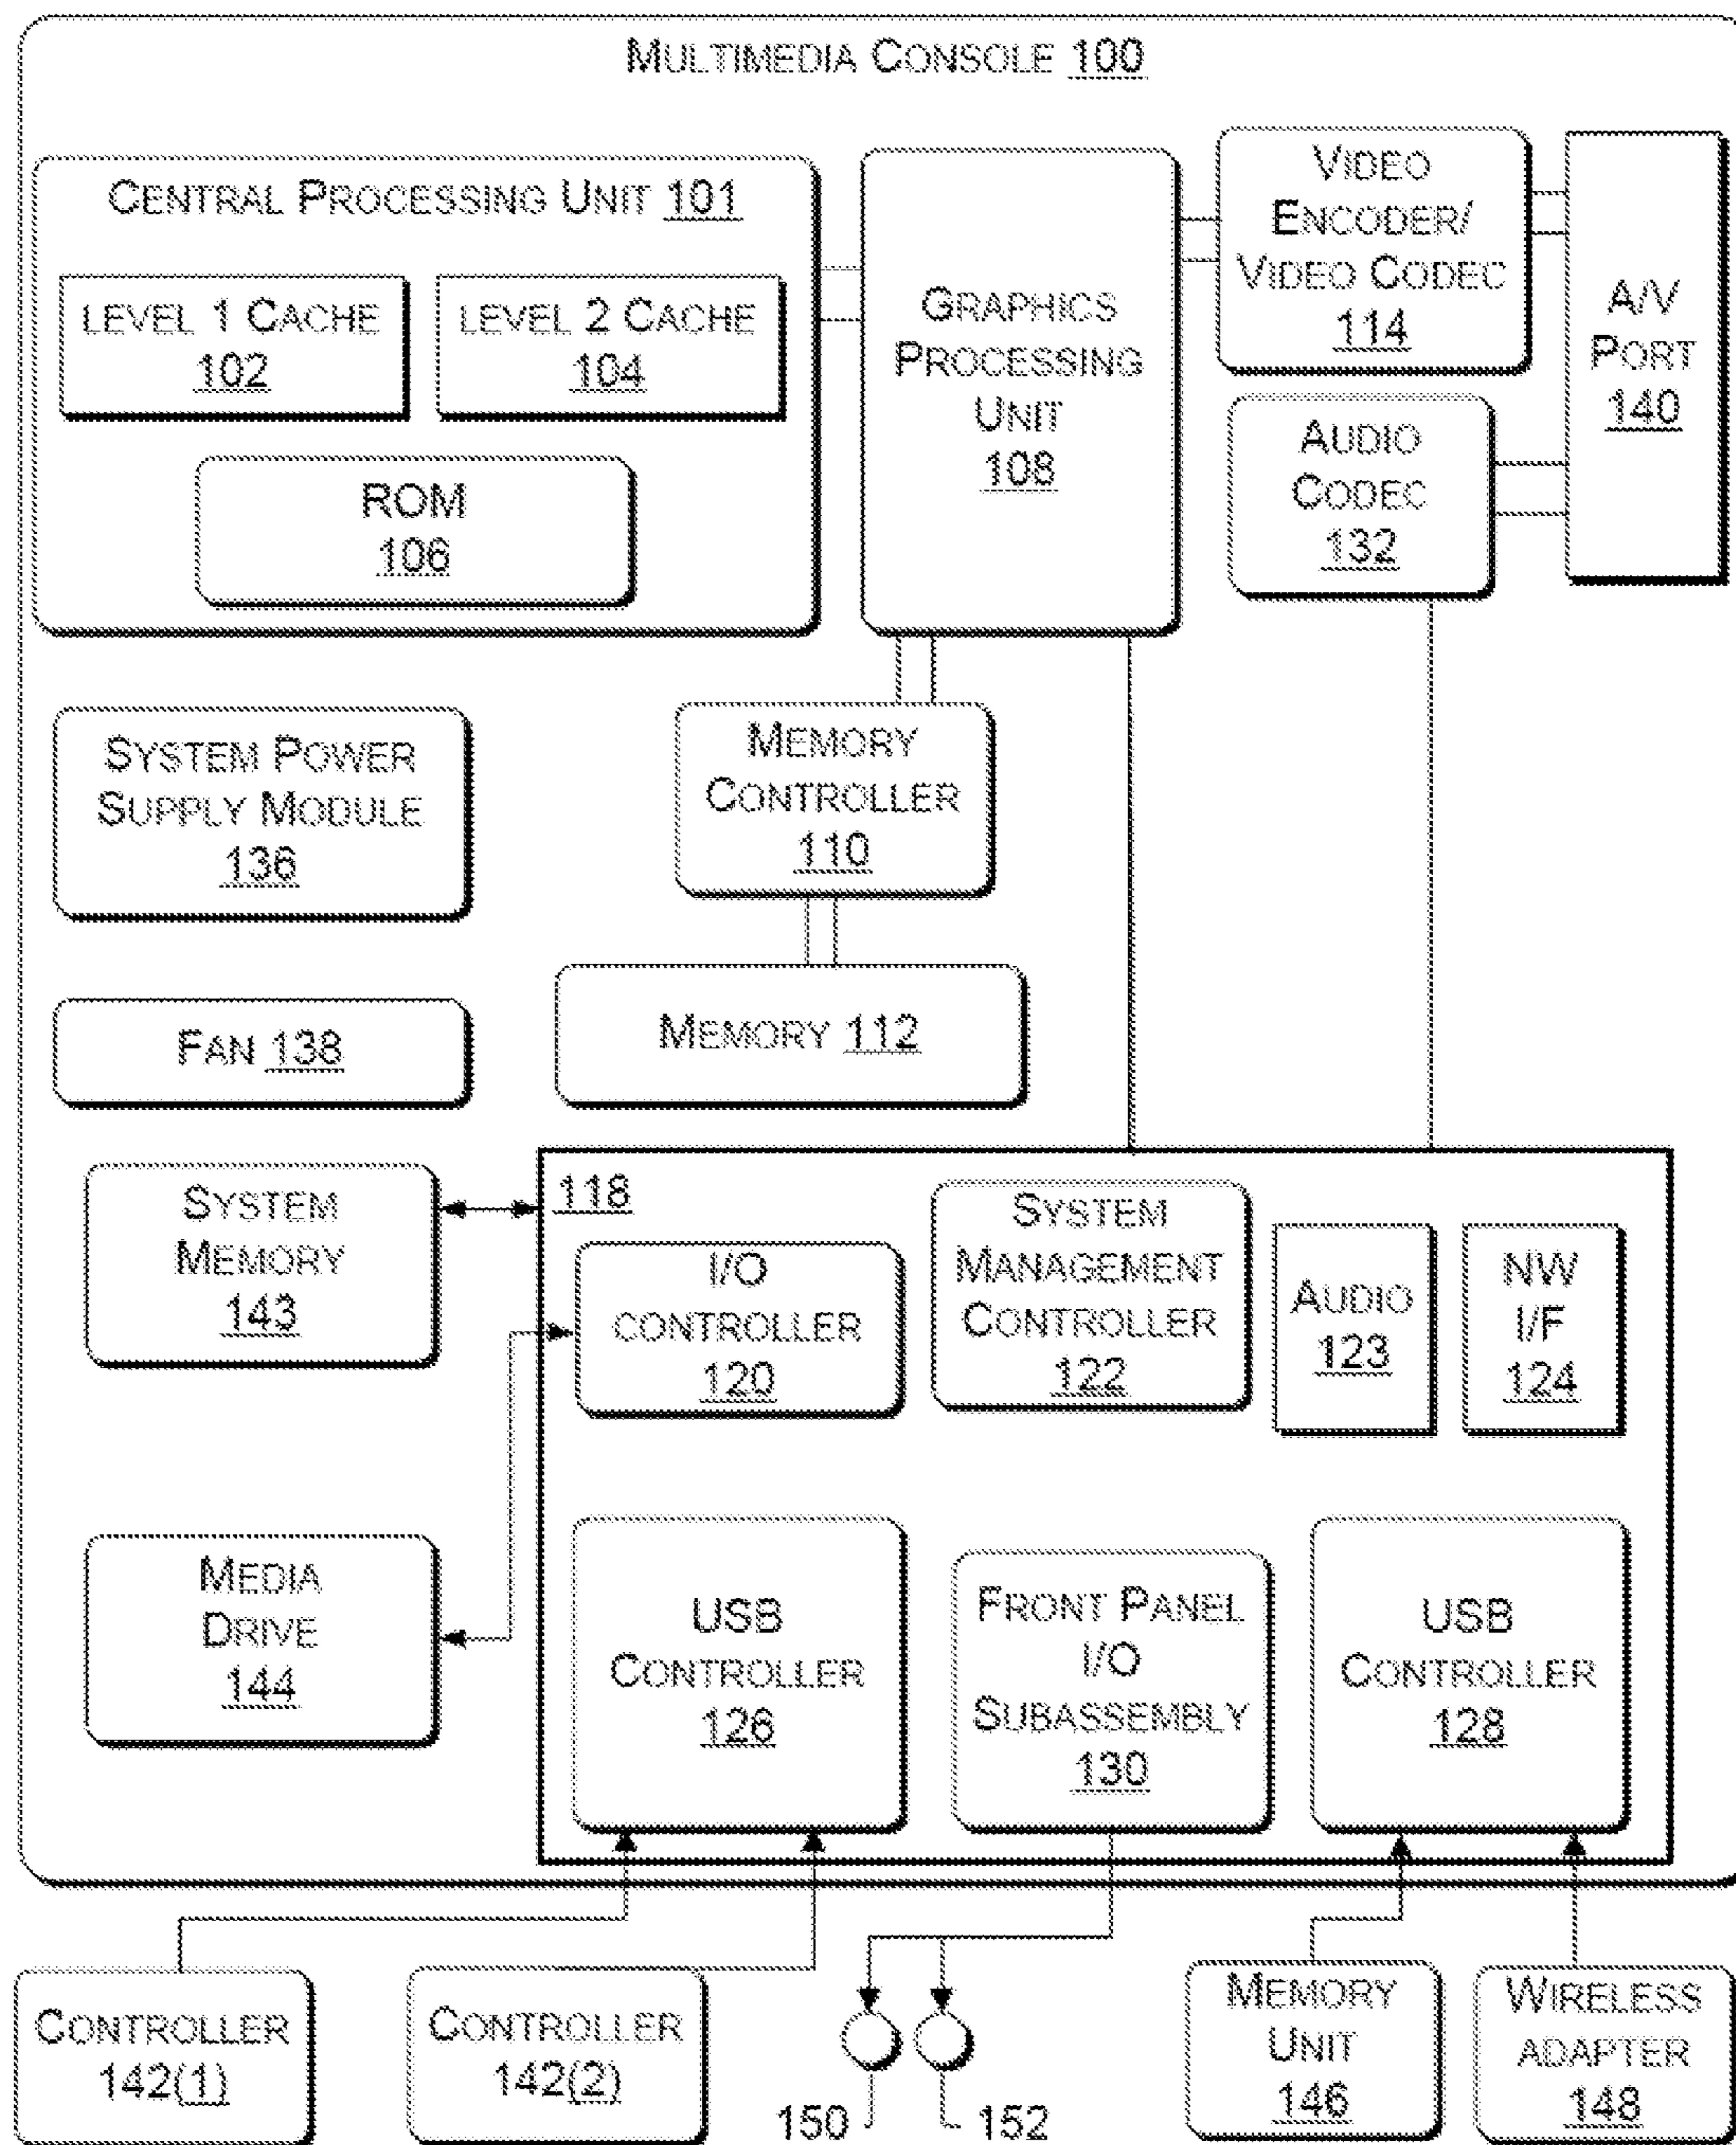 MULTIMEDIA CONSOLE 100
CENTRAL PROCESSING UNIT 101
LEVEL 1 CACHE
102
LEVEL 2 CACHE
104
ROM
106
GRAPHICS
PROCESSING
UNIT
108
VIDEO
ENCODER/
VIDEO CODEC
114
A/V
PORT
140
AUDIO
CODEC
132
SYSTEM POWER
SUPPLY MODULE
136
MEMORY
CONTROLLER
110
FAN 138
MEMORY 112
SYSTEM
MEMORY
143
118
I/O
CONTROLLER
120
SYSTEM
MANAGEMENT
CONTROLLER
122
AUDIO
123
NW
I/F
124
MEDIA
DRIVE
144
USB
CONTROLLER
126
FRONT PANEL
I/O
SUBASSEMBLY
130
USB
CONTROLLER
128
CONTROLLER
142(1)
CONTROLLER
142(2)
150
152
MEMORY
UNIT
146
WIRELESS
ADAPTER
148